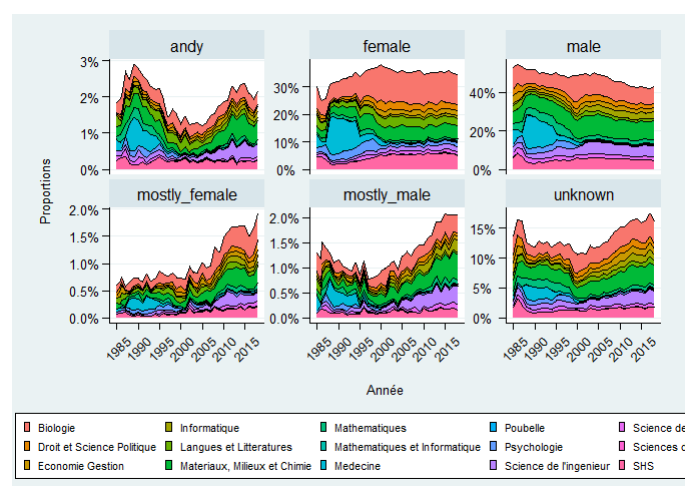 andy female male
3%
2%
1%
0%
30%
20%
10%
0%
40%
20%
0%
mostly_female mostly_male unknown
2.0%
1.5%
1.0%
0.5%
0.0%
2.0%
1.5%
1.0%
0.5%
0.0%
15%
10%
5%
0%
Proportions
1985 1990 1995 2000 2005 2010 2015
1985 1990 1995 2000 2005 2010 2015
1985 1990 1995 2000 2005 2010 2015
Année
Biologie Informatique Mathematiques Poubelle Science de
Droit et Science Politique Langues et Litteratures Mathematiques et Informatique Psychologie Sciences
Economie Gestion Materiaux, Milieux et Chimie Medecine Science de l'ingenieur SHS